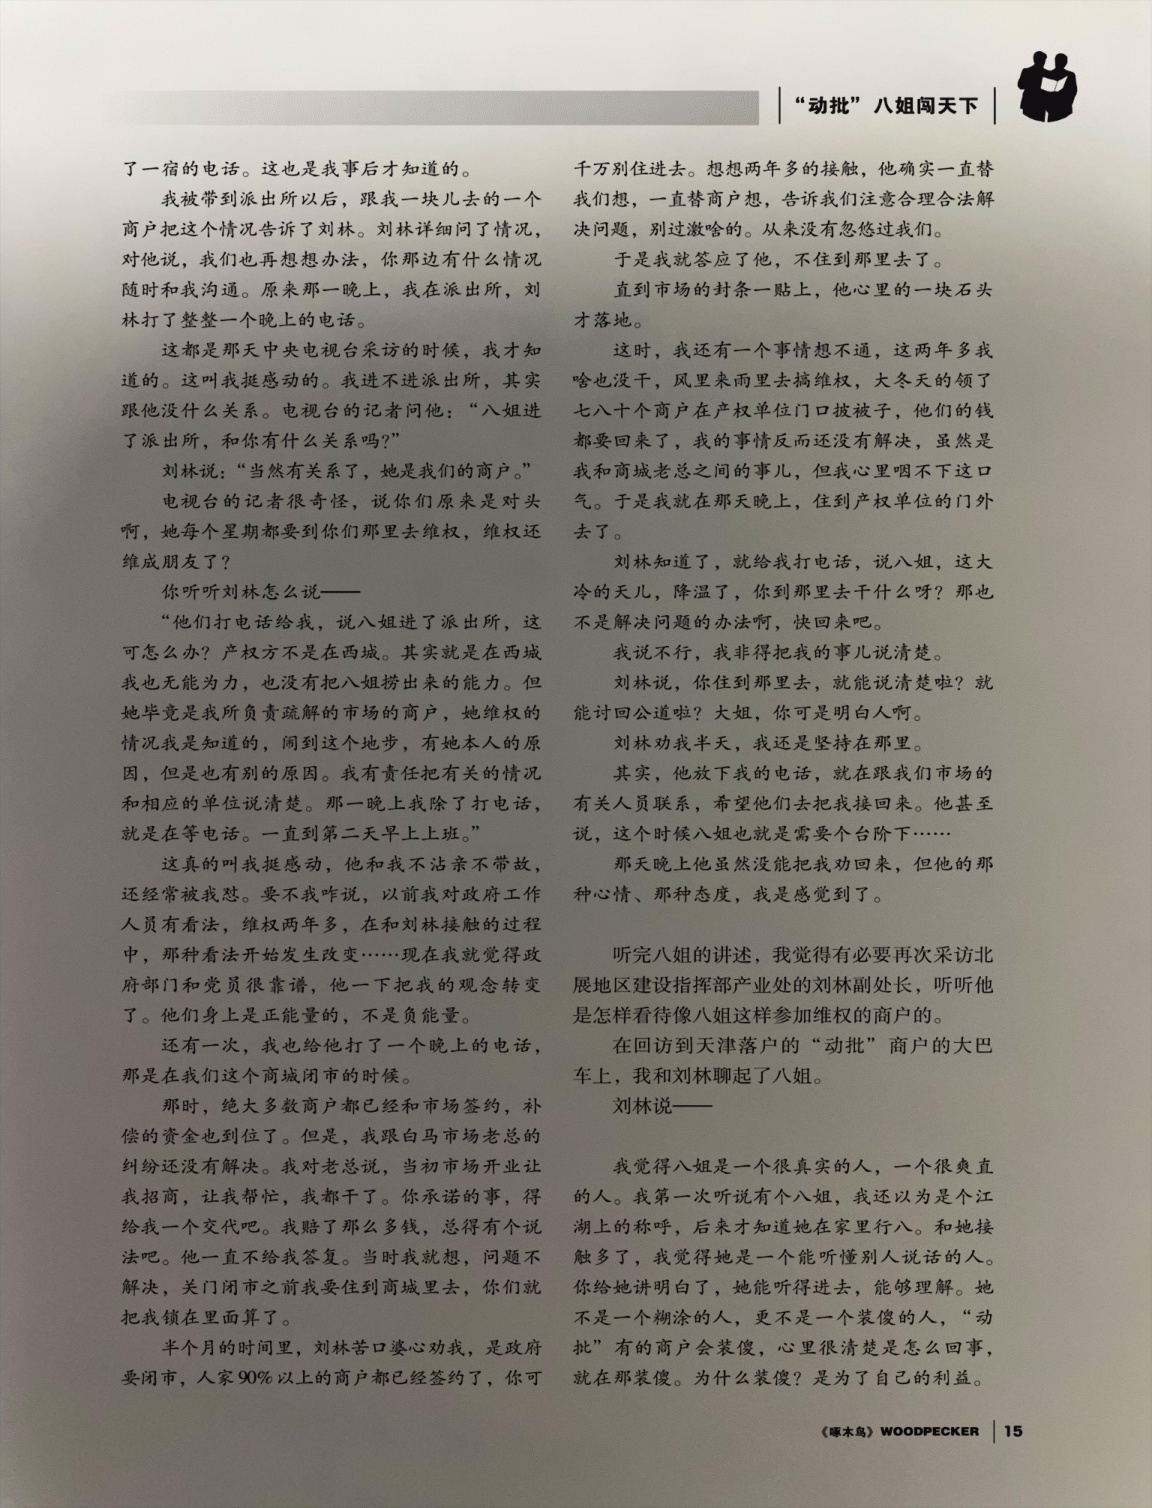 “动批”八姐闯天下
了一宿的电话。这也是我事后才知道的。
我被带到派出所以后，跟我一块儿去的一个
商户把这个情况告诉了刘林。刘林详细问了情况，
对他说，我们也再想想办法，你那边有什么情况
随时和我沟通。原来那一晚上，我在派出所，刘
林打了整整一个晚上的电话。
这都是那天中央电视台采访的时候，我才知
道的。这叫我挺感动的。我进不进派出所，其实
跟他没什么关系。电视台的记者问他：“八姐进
了派出所，和你有什么关系吗?”
刘林说：“当然有关系了，她是我们的商户。”
电视台的记者很奇怪，说你们原来是对头
啊，她每个星期都要到你们那里去维权，维权还
维成朋友了？
你听听刘林怎么说——
“他们打电话给我，说八姐进了派出所，这
可怎么办？产权方不是在西城。其实就是在西城
我也无能为力，也没有把八姐捞出来的能力。但
她毕竟是我所负责疏解的市场的商户，她维权的
情况我是知道的，闹到这个地步，有她本人的原
因，但是也有别的原因。我有责任把有关的情况
和相应的单位说清楚。那一晚上我除了打电话，
就是在等电话。一直到第二天早上上班。”
这真的叫我挺感动，他和我不沾亲不带故，
还经常被我怼。要不我咋说，以前我对政府工作
人员有看法，维权两年多，在和刘林接触的过程
中，那种看法开始发生改变……现在我就觉得政
府部门和党员很靠谱，他一下把我的观念转变
了。他们身上是正能量的，不是负能量。
还有一次，我也给他打了一个晚上的电话，
那是在我们这个商城闭市的时候。
那时，绝大多数商户都已经和市场签约，补
偿的资金也到位了。但是，我跟白马市场老总的
纠纷还没有解决。我对老总说，当初市场开业让
我招商，让我帮忙，我都干了。你承诺的事，得
给我一个交代吧。我赔了那么多钱，总得有个说
法吧。他一直不给我答复。当时我就想，问题不
解决，关门闭市之前我要住到商城里去，你们就
把我锁在里面算了。
半个月的时间里，刘林苦口婆心劝我，是政府
要闭市，人家90%以上的商户都已经签约了，你可
千万别住进去。想想两年多的接触，他确实一直替
我们想，一直替商户想，告诉我们注意合理合法解
决问题，别过激啥的。从来没有忽悠过我们。
于是我就答应了他，不住到那里去了。
直到市场的封条一贴上，他心里的一块石头
才落地。
这时，我还有一个事情想不通，这两年多我
啥也没干，风里来雨里去搞维权，大冬天的领了
七八十个商户在产权单位门口披被子，他们的钱
都要回来了，我的事情反而还没有解决，虽然是
我和商城老总之间的事儿，但我心里咽不下这口
气。于是我就在那天晚上，住到产权单位的门外
去了。
刘林知道了，就给我打电话，说八姐，这大
冷的天儿，降温了，你到那里去干什么呀？那也
不是解决问题的办法啊，快回来吧。
我说不行，我非得把我的事儿说清楚。
刘林说，你住到那里去，就能说清楚啦？就
能讨回公道啦？大姐，你可是明白人啊。
刘林劝我半天，我还是坚持在那里。
其实，他放下我的电话，就在跟我们市场的
有关人员联系，希望他们去把我接回来。他甚至
说，这个时候八姐也就是需要个台阶下……
那天晚上他虽然没能把我劝回来，但他的那
种心情、那种态度，我是感觉到了。
听完八姐的讲述，我觉得有必要再次采访北
展地区建设指挥部产业处的刘林副处长，听听他
是怎样看待像八姐这样参加维权的商户的。
在回访到天津落户的“动批”商户的大巴
车上，我和刘林聊起了八姐。
刘林说——
我觉得八姐是一个很真实的人，一个很爽直
的人。我第一次听说有个八姐，我还以为是个江
湖上的称呼，后来才知道她在家里行八。和她接
触多了，我觉得她是一个能听懂别人说话的人。
你给她讲明白了，她能听得进去，能够理解。她
不是一个糊涂的人，更不是一个装傻的人，“动
批”有的商户会装傻，心里很清楚是怎么回事，
就在那装傻。为什么装傻？是为了自己的利益。
《啄木鸟》WOODPECKER 15